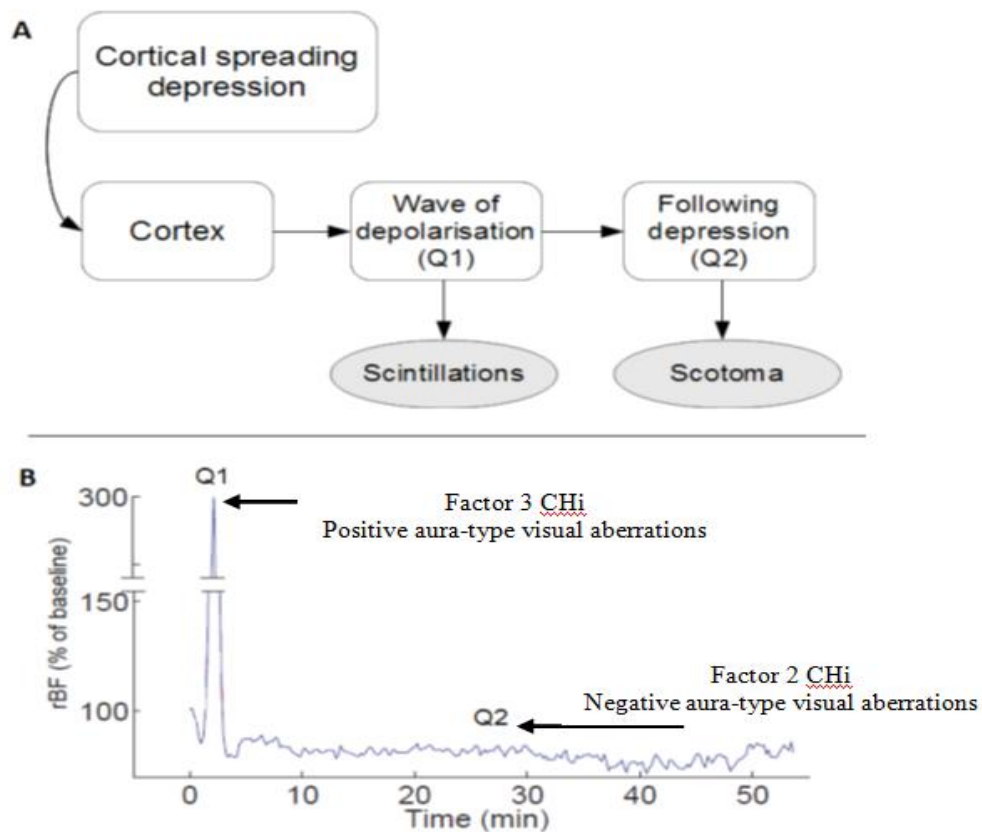 A
Cortical spreading
depression
Cortex
Wave of
depolarisation
(Q1)
Following
depression
(Q2)
Scintillations
Scotoma
B
Q1
300
Factor 3 CHi
Positive aura-type visual aberrations
150
rBF (% of baseline)
Factor 2 CHi
Negative aura-type visual aberrations
100
Q2
0 10 20 30 40 50
Time (min)